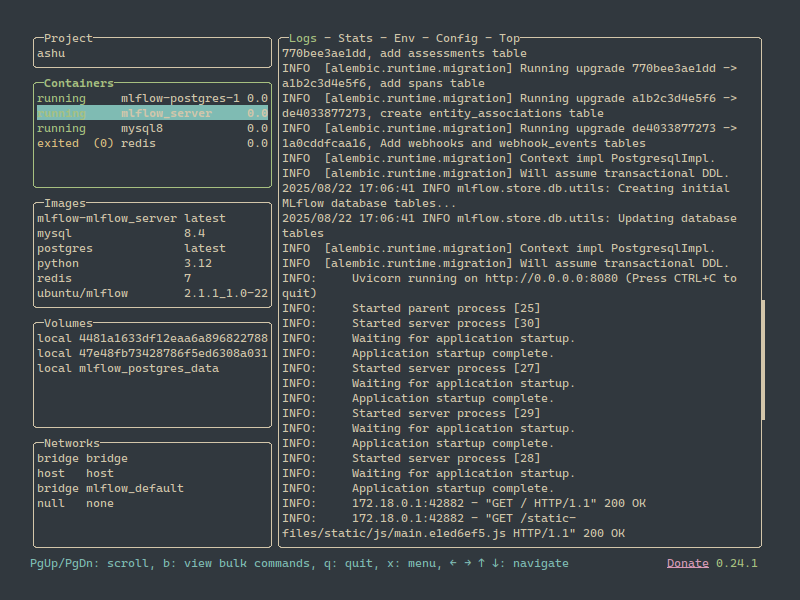 Project
ashu
Containers
running mlflow-postgres-1 0.0
running mlflow_server 0.0
running mysql8 0.0
exited (0) redis 0.0
Images
mlflow-mlflow_server latest
mysql 8.4
postgres latest
python 3.12
redis 7
ubuntu/mlflow 2.1.1_1.0-22
Volumes
local 4481a1633df12eaa6a896822788
local 47e48fb73428786f5ed6308a031
local mlflow_postgres_data
Networks
bridge bridge
host host
bridge mlflow_default
null none
Logs - Stats - Env - Config - Top
770bee3ae1dd, add assessments table
INFO [alembic.runtime.migration] Running upgrade 770bee3ae1dd ->
a1b2c3d4e5f6, add spans table
INFO [alembic.runtime.migration] Running upgrade a1b2c3d4e5f6 ->
de4033877273, create entity_associations table
INFO [alembic.runtime.migration] Running upgrade de4033877273 ->
1a0cddfcaa16, Add webhooks and webhook_events tables
INFO [alembic.runtime.migration] Context impl PostgresqlImpl.
INFO [alembic.runtime.migration] Will assume transactional DDL.
2025/08/22 17:06:41 INFO mlflow.store.db.utils: Creating initial
MLflow database tables...
2025/08/22 17:06:41 INFO mlflow.store.db.utils: Updating database
tables
INFO [alembic.runtime.migration] Context impl PostgresqlImpl.
INFO [alembic.runtime.migration] Will assume transactional DDL.
INFO: Uvicorn running on http://0.0.0.0:8080 (Press CTRL+C to
quit)
INFO: Started parent process [25]
INFO: Started server process [30]
INFO: Waiting for application startup.
INFO: Application startup complete.
INFO: Started server process [27]
INFO: Waiting for application startup.
INFO: Application startup complete.
INFO: Started server process [29]
INFO: Waiting for application startup.
INFO: Application startup complete.
INFO: Started server process [28]
INFO: Waiting for application startup.
INFO: Application startup complete.
INFO: 172.18.0.1:42882 - "GET / HTTP/1.1" 200 OK
INFO: 172.18.0.1:42882 - "GET /static-
files/static/js/main.e1ed6ef5.js HTTP/1.1" 200 OK
PgUp/PgDn: scroll, b: view bulk commands, q: quit, x: menu, ← → ↑ ↓: navigate
Donate 0.24.1